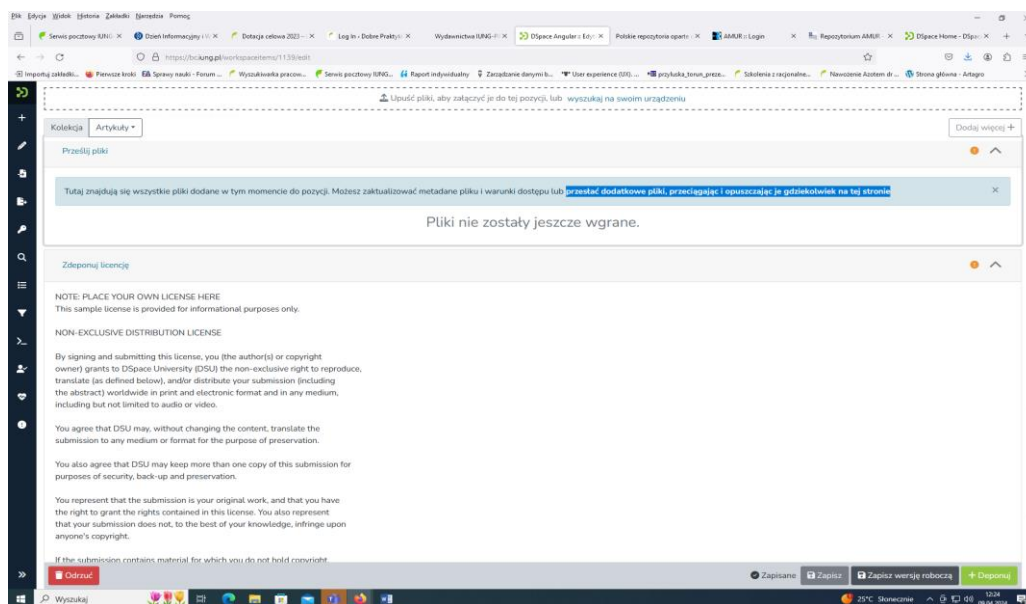 Plik Edycja Widok Historia Zakładki Narzędzia Pomoc
Serwis pocztowy IUNG- Dzień Informacyjny i W Dotacja celowa 2023 - Log In - Dobre Praktyk Wydawnictwa IUNG-P DSpace Angular :: Edyt Polskie repozytoria oparte AMUR :: Login Repozytorium AMUR DSpace Home - DSpac
https://bc.iung.pl/workspaceitems/1139/edit
Importuj zakładki... Pierwsze kroki Sprawy nauki - Forum ... Wyszukiwarka pracow... Serwis pocztowy IUNG... Raport indywidualny Zarządzanie danymi b... User experience (UX). ... przyluska_torun_preze... Szkolenia z racjonalne... Nawozenie Azotem dr ... Strona główna - Artagro
Upuść pliki, aby załączyć je do tej pozycji, lub wyszukaj na swoim urządzeniu
Kolekcja Artykuły Dodaj więcej +
Prześlij pliki
Tutaj znajdują się wszystkie pliki dodane w tym momencie do pozycji. Możesz zaktualizować metadane pliku i warunki dostępu lub przesłać dodatkowe pliki, przeciągając i opuszczając je gdziekolwiek na tej stronie
Pliki nie zostały jeszcze wgrane.
Zdeponuj licencję
NOTE: PLACE YOUR OWN LICENSE HERE
This sample license is provided for informational purposes only.
NON-EXCLUSIVE DISTRIBUTION LICENSE
By signing and submitting this license, you (the author(s) or copyright
owner) grants to DSpace University (DSU) the non-exclusive right to reproduce,
translate (as defined below), and/or distribute your submission (including
the abstract) worldwide in print and electronic format and in any medium,
including but not limited to audio or video.
You agree that DSU may, without changing the content, translate the
submission to any medium or format for the purpose of preservation.
You also agree that DSU may keep more than one copy of this submission for
purposes of security, back-up and preservation.
You represent that the submission is your original work, and that you have
the right to grant the rights contained in this license. You also represent
that your submission does not, to the best of your knowledge, infringe upon
anyone's copyright.
If the submission contains material for which you do not hold copyright,
Odrzuć Zapisane Zapisz Zapisz wersję roboczą + Deponuj
Wyszukaj 25°C Słonecznie 12:24
09.04.2024